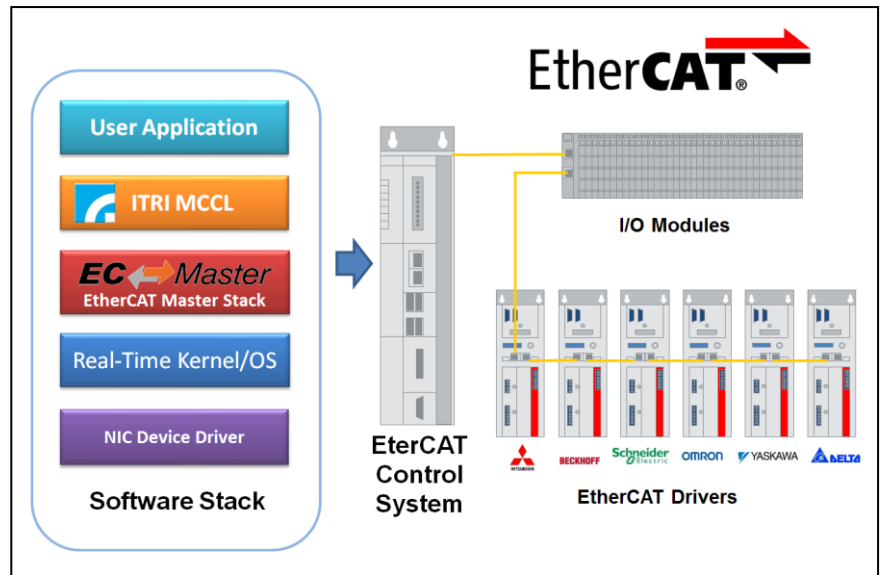 EtherCAT®
User Application
ITRI MCCL
EC Master
EtherCAT Master Stack
Real-Time Kernel/OS
NIC Device Driver
Software Stack
EterCAT
Control
System
I/O Modules
MITSUBISHI
BECKHOFF
Schneider
Electric
OMRON
YASKAWA
DELTA
EtherCAT Drivers